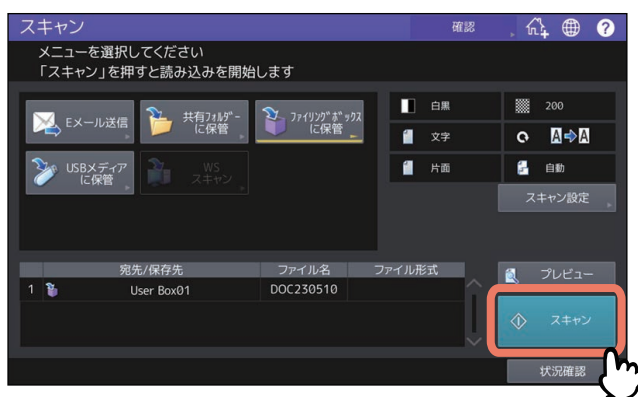 スキャン
確認
?
メニューを選択してください
「スキャン」を押すと読み込みを開始します
Eメール送信
共有フォルダー
に保管
ファイリングボックス
に保管
USBメディア
に保管
WS
スキャン
白黒
200
文字
A A
片面
自動
スキャン設定
宛先/保存先 ファイル名 ファイル形式
1 User Box01 DOC230510
プレビュー
スキャン
状況確認